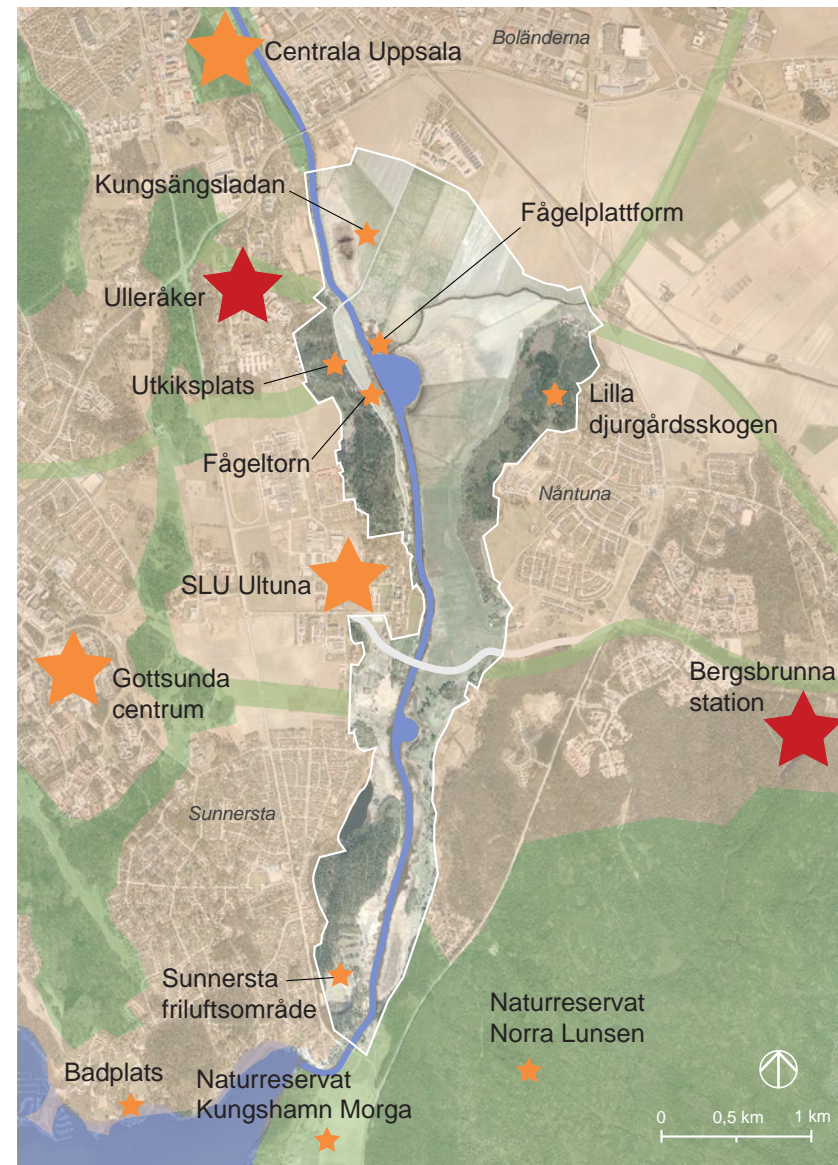 Boländerna
Centrala Uppsala
Kungsängsladan
Fågelplattform
Ulleråker
Utkiksplats
Lilla
djurgårdsskogen
Fågeltorn
Nåntuna
SLU Ultuna
Gottsunda
centrum
Bergsbrunna
station
Sunnersta
Sunnersta
friluftsområde
Naturreservat
Norra Lunsen
Badplats
Naturreservat
Kungshamn Morga
0 0,5 km 1 km